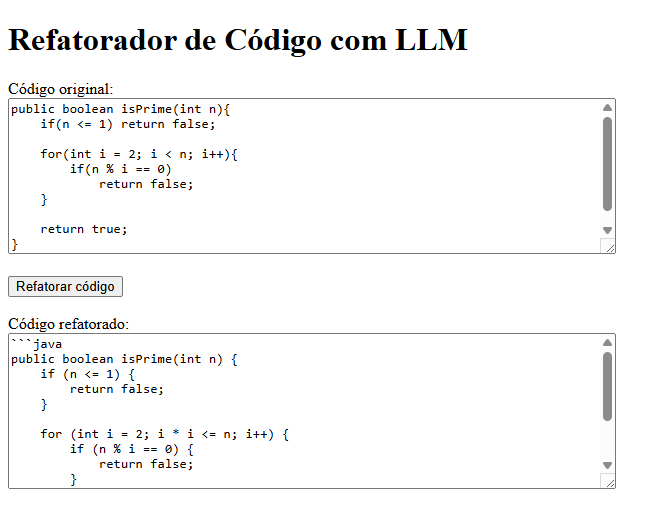 Refatorador de Código com LLM
Código original:
public boolean isPrime(int n){
    if(n <= 1) return false;

    for(int i = 2; i < n; i++){
        if(n % i == 0)
            return false;
    }

    return true;
}
Refatorar código
Código refatorado:
```java
public boolean isPrime(int n) {
    if (n <= 1) {
        return false;
    }

    for (int i = 2; i * i <= n; i++) {
        if (n % i == 0) {
            return false;
        }